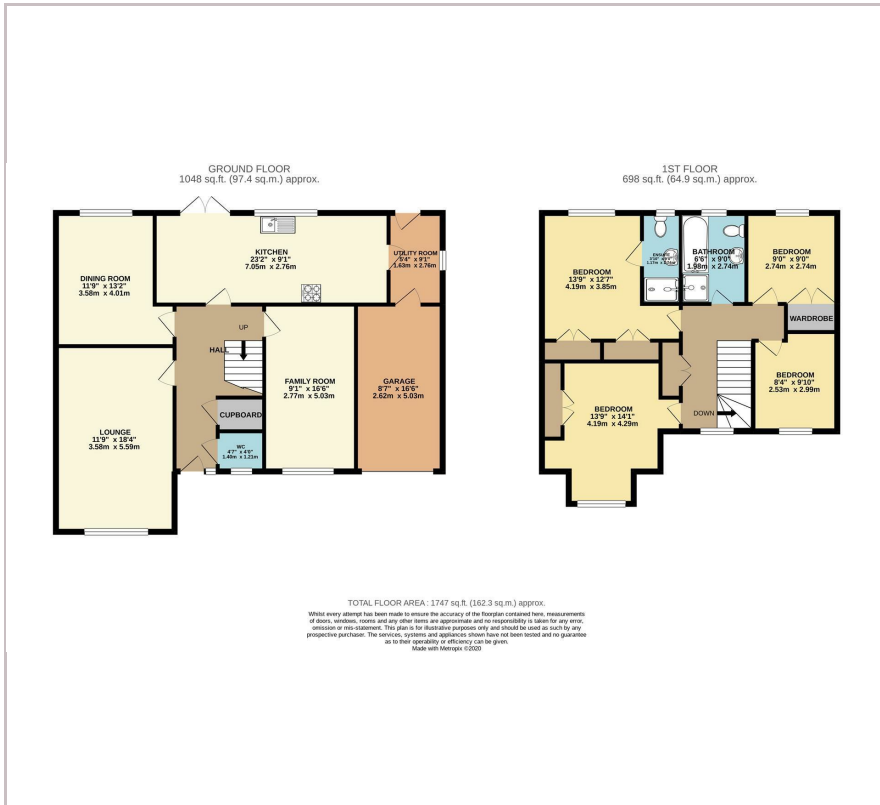 GROUND FLOOR
1048 sq.ft. (97.4 sq.m.) approx.
DINING ROOM
11'9" x 13'2"
3.58m x 4.01m
KITCHEN
23'2" x 9'1"
7.05m x 2.76m
UTILITY ROOM
5'4" x 9'1"
1.63m x 2.76m
UP
HALL
LOUNGE
11'9" x 18'4"
3.58m x 5.59m
CUPBOARD
WC
4'7" x 4'0"
1.40m x 1.21m
FAMILY ROOM
9'1" x 16'6"
2.77m x 5.03m
GARAGE
8'7" x 16'6"
2.62m x 5.03m
1ST FLOOR
698 sq.ft. (64.9 sq.m.) approx.
BEDROOM
13'9" x 12'7"
4.19m x 3.85m
ENSUITE
BATHROOM
6'6" x 9'0"
1.98m x 2.74m
BEDROOM
9'0" x 9'0"
2.74m x 2.74m
WARDROBE
BEDROOM
8'4" x 9'10"
2.53m x 2.99m
BEDROOM
13'9" x 14'1"
4.19m x 4.29m
DOWN
TOTAL FLOOR AREA : 1747 sq.ft. (162.3 sq.m.) approx.
Whilst every attempt has been made to ensure the accuracy of the floorplan contained here, measurements
of doors, windows, rooms and any other items are approximate and no responsibility is taken for any error,
omission or mis-statement. This plan is for illustrative purposes only and should be used as such by any
prospective purchaser. The services, systems and appliances shown have not been tested and no guarantee
as to their operability or efficiency can be given.
Made with Metropix ©2020